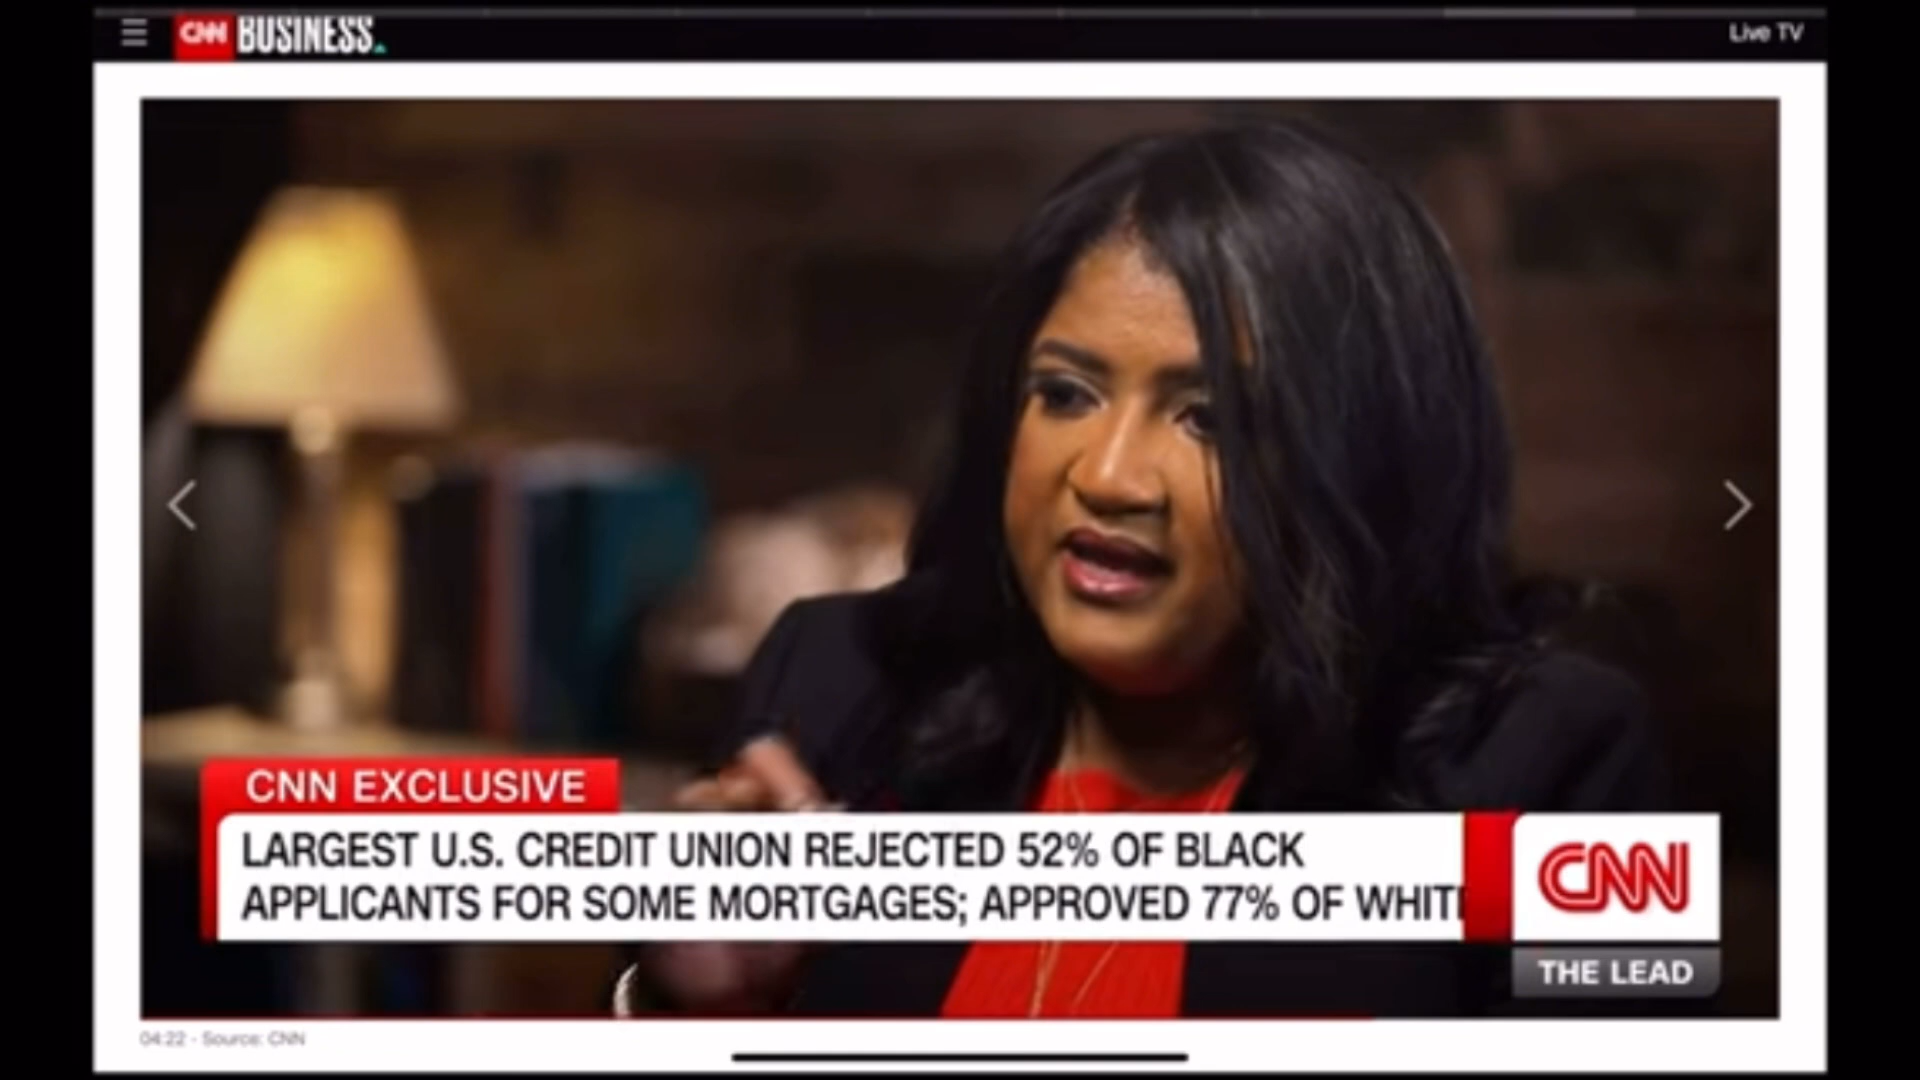 CNN BUSINESS.
Live TV
CNN EXCLUSIVE
LARGEST U.S. CREDIT UNION REJECTED 52% OF BLACK
APPLICANTS FOR SOME MORTGAGES; APPROVED 77% OF WHIT
CNN
THE LEAD
04:22 - Source: CNN